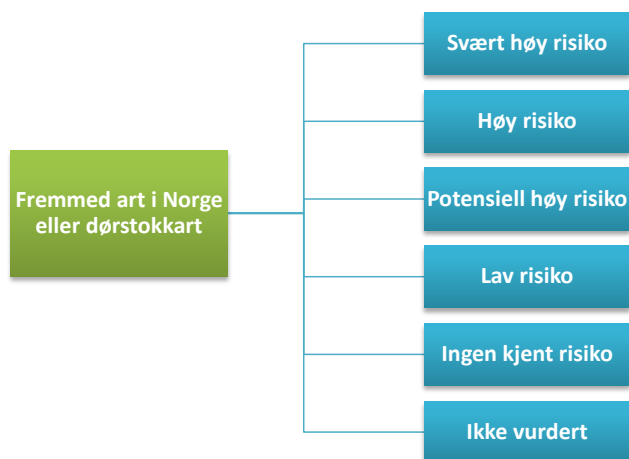 Fremmed art i Norge
eller dørstokkart
Svært høy risiko
Høy risiko
Potensiell høy risiko
Lav risiko
Ingen kjent risiko
Ikke vurdert